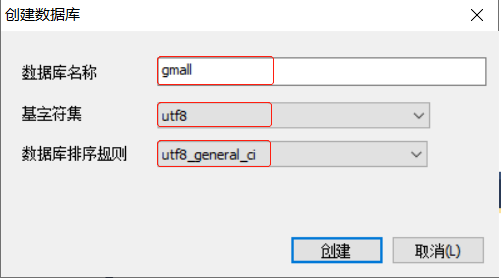 创建数据库
数据库名称
gmall
基字符集
utf8
数据库排序规则
utf8_general_ci
创建
取消(L)